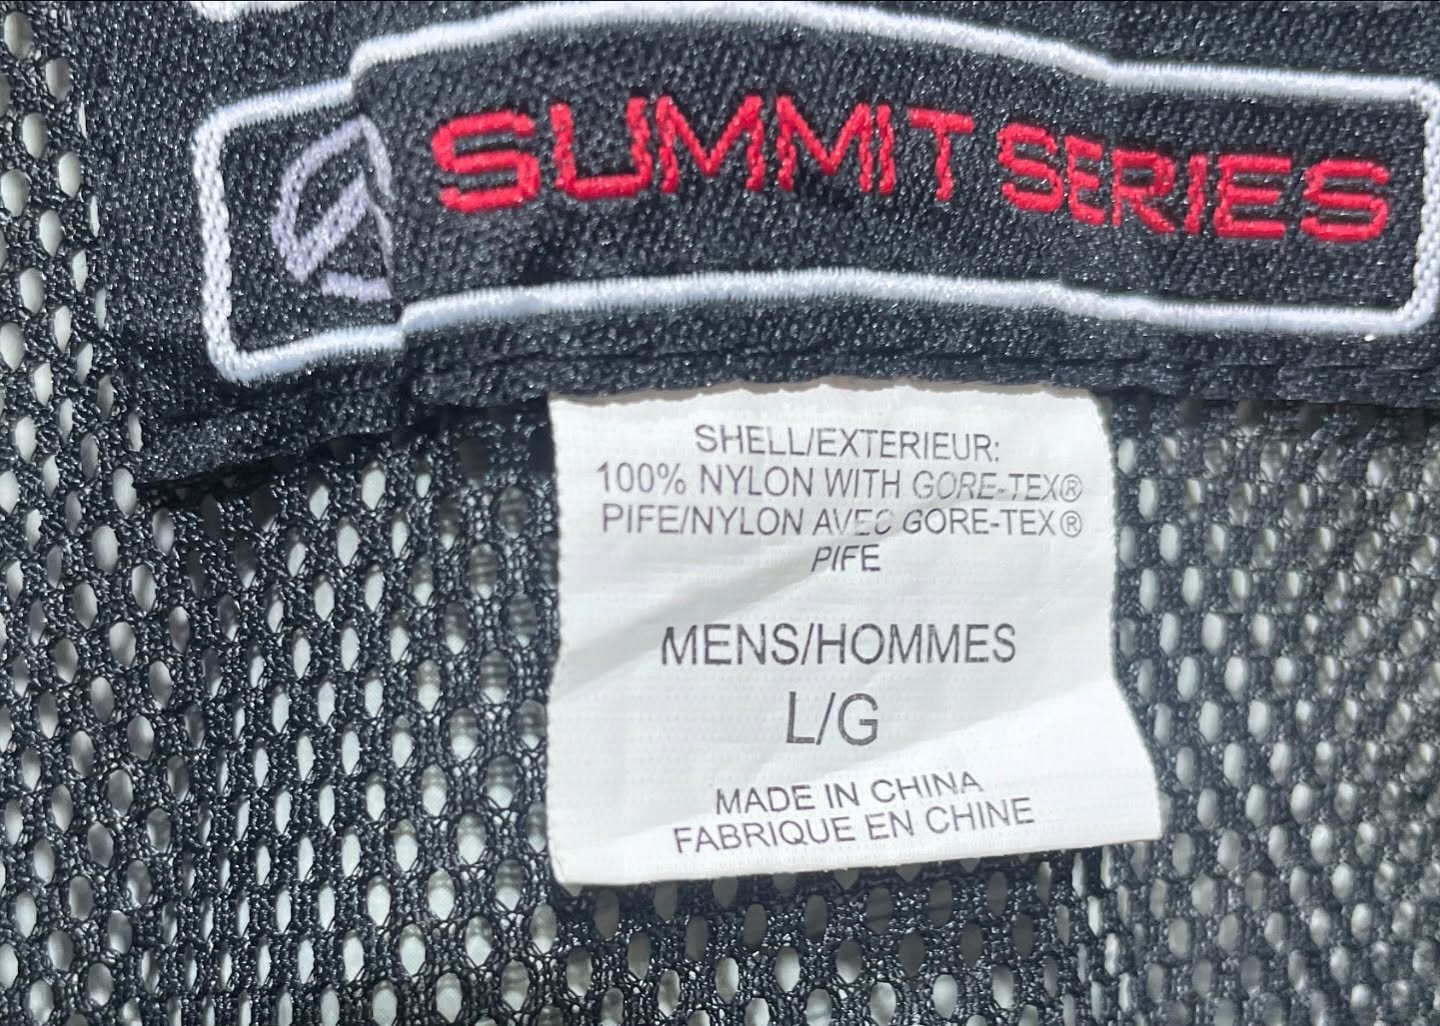 SUMMIT SERIES
SHELL/EXTERIEUR:
100% NYLON WITH GORE-TEX®
PIFE/NYLON AVEC GORE-TEX®
PIFE
MENS/HOMMES
L/G
MADE IN CHINA
FABRIQUE EN CHINE